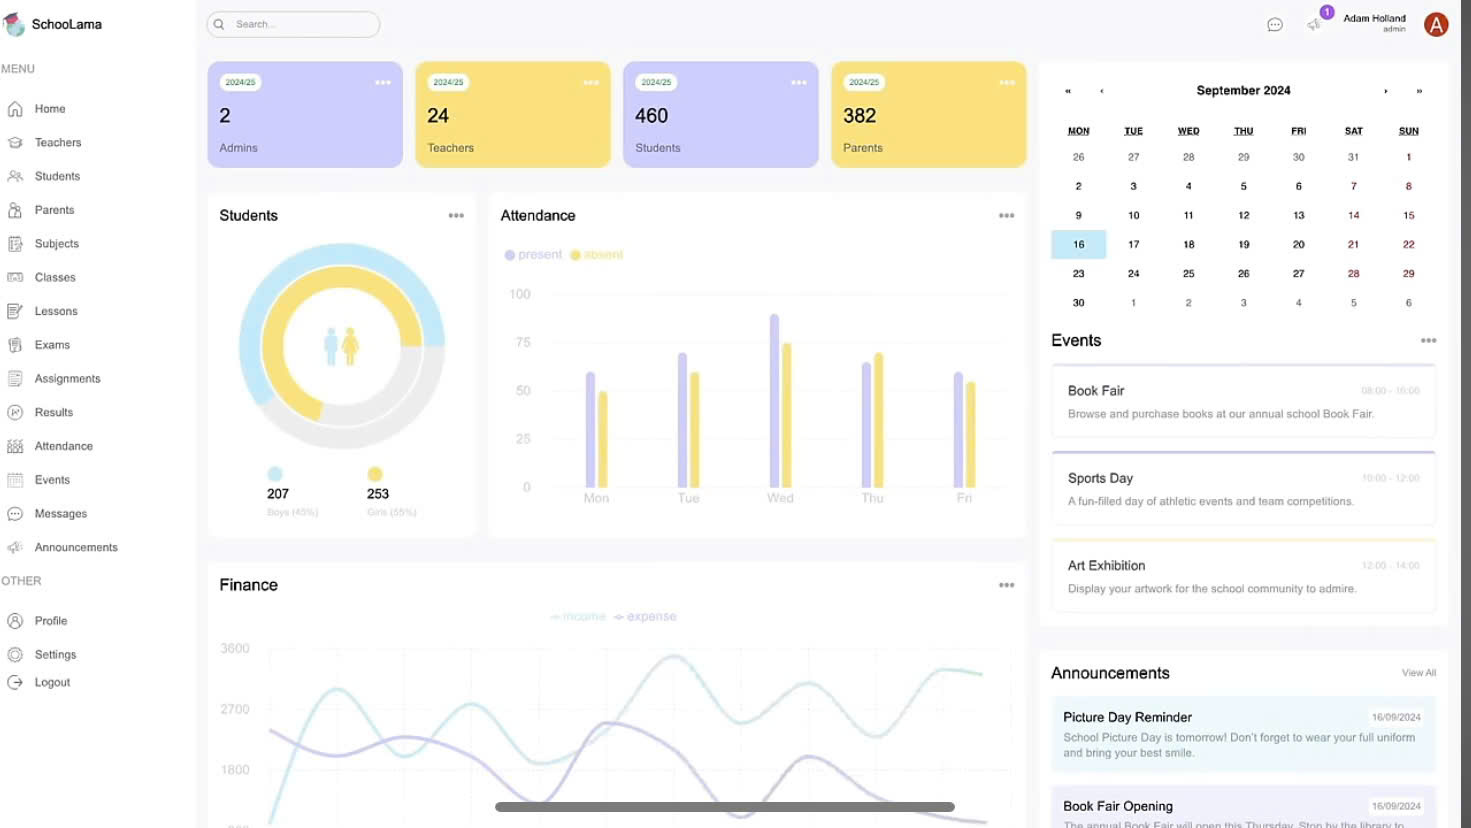 SchooLama
Search...
1
Adam Holland
admin
A
MENU
Home
Teachers
Students
Parents
Subjects
Classes
Lessons
Exams
Assignments
Results
Attendance
Events
Messages
Announcements
OTHER
Profile
Settings
Logout
2024/25
2
Admins
2024/25
24
Teachers
2024/25
460
Students
2024/25
382
Parents
Students
207
Boys (45%)
253
Girls (55%)
Attendance
present absent
100
75
50
25
0
Mon Tue Wed Thu Fri
Finance
income expense
3600
2700
1800
« ‹ September 2024 › »
MON TUE WED THU FRI SAT SUN
26 27 28 29 30 31 1
2 3 4 5 6 7 8
9 10 11 12 13 14 15
16 17 18 19 20 21 22
23 24 25 26 27 28 29
30 1 2 3 4 5 6
Events
Book Fair 08:00 - 10:00
Browse and purchase books at our annual school Book Fair.
Sports Day 10:00 - 12:00
A fun-filled day of athletic events and team competitions.
Art Exhibition 12:00 - 14:00
Display your artwork for the school community to admire.
Announcements View All
Picture Day Reminder 16/09/2024
School Picture Day is tomorrow! Don't forget to wear your full uniform
and bring your best smile.
Book Fair Opening 16/09/2024
The annual Book Fair will open this Thursday. Stop by the library to